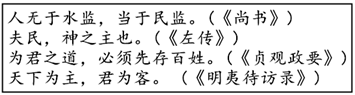 人无于水监，当于民监。（《尚书》）
夫民，神之主也。（《左传》）
为君之道，必须先存百姓。（《贞观政要》）
天下为主，君为客。（《明夷待访录》）